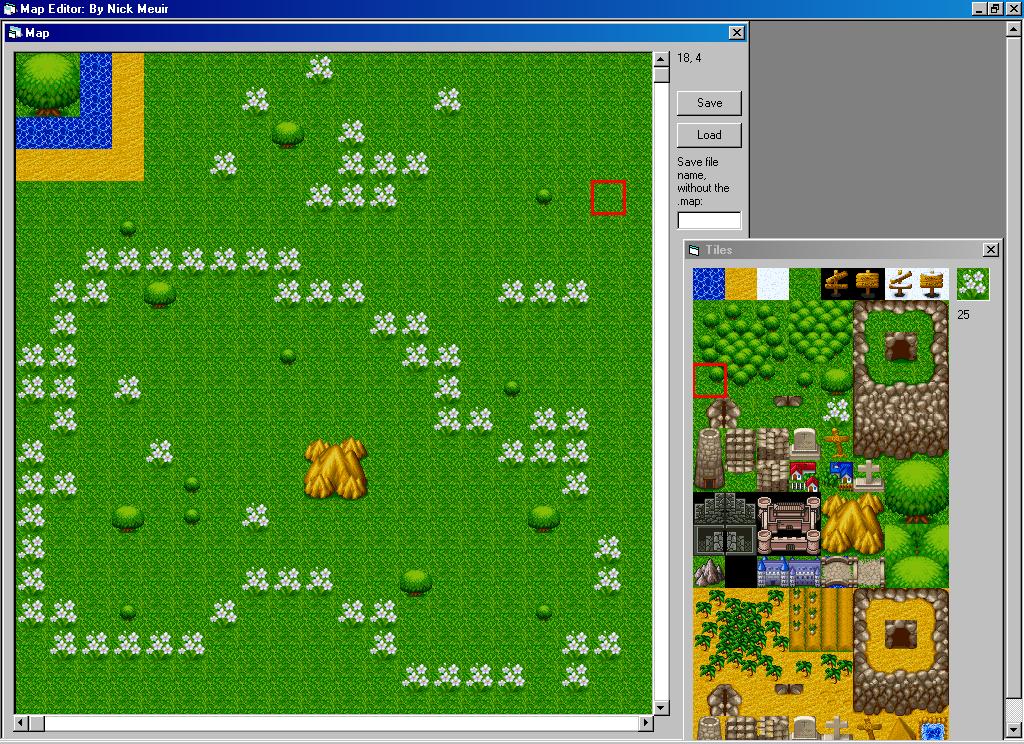 Map Editor: By Nick Meuir
Map
18, 4
Save
Load
Save file
name,
without the
.map:
Tiles
25